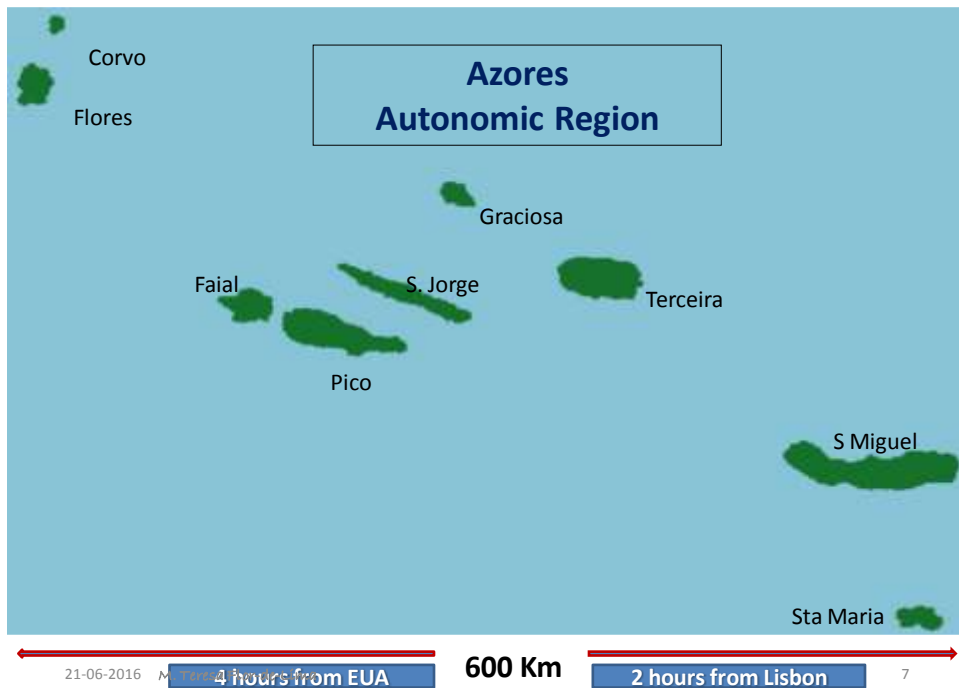 Azores
Autonomic Region
Corvo
Flores
Graciosa
Faial
S. Jorge
Terceira
Pico
S Miguel
Sta Maria
600 Km
21-06-2016
M. Teresa
4 hours from EUA
2 hours from Lisbon
7